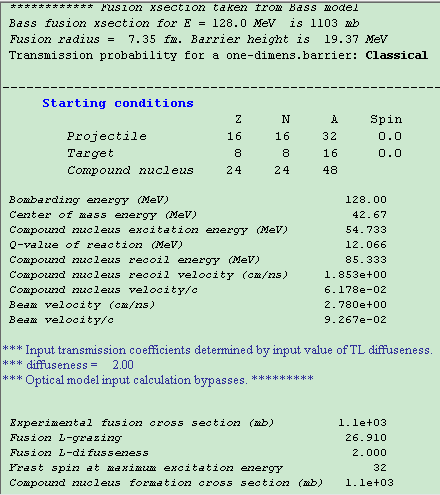 ************ Fusion xsection taken from Bass model
Bass fusion xsection for E = 128.0 MeV is 1103 mb
Fusion radius = 7.35 fm. Barrier height is 19.37 MeV
Transmission probability for a one-dimens.barrier: Classical
Starting conditions
Z N A Spin
Projectile 16 16 32 0.0
Target 8 8 16 0.0
Compound nucleus 24 24 48
Bombarding energy (MeV) 128.00
Center of mass energy (MeV) 42.67
Compound nucleus excitation energy (MeV) 54.733
Q-value of reaction (MeV) 12.066
Compound nucleus recoil energy (MeV) 85.333
Compound nucleus recoil velocity (cm/ns) 1.853e+00
Compound nucleus velocity/c 6.178e-02
Beam velocity (cm/ns) 2.780e+00
Beam velocity/c 9.267e-02
*** Input transmission coefficients determined by input value of TL diffuseness.
*** diffuseness = 2.00
*** Optical model input calculation bypasses. *********
Experimental fusion cross section (mb) 1.1e+03
Fusion L-grazing 26.910
Fusion L-difusseness 2.000
Yrast spin at maximum excitation energy 32
Compound nucleus formation cross section (mb) 1.1e+03